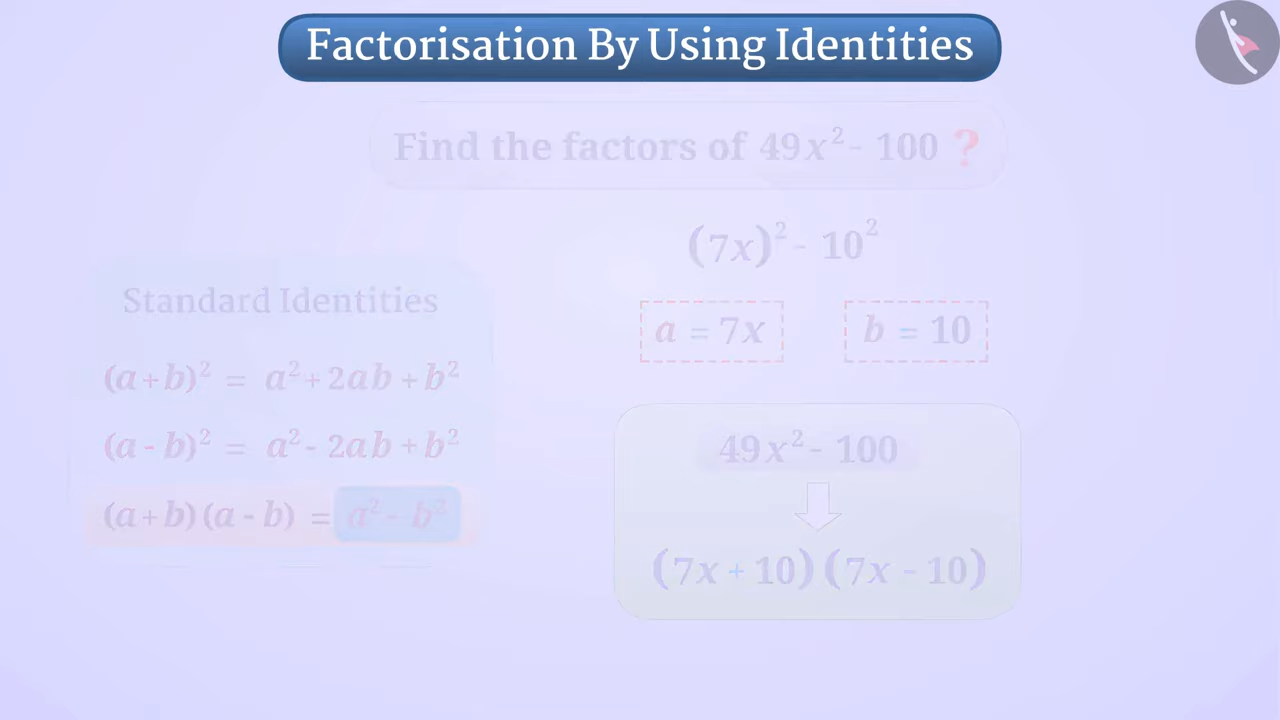 Factorisation By Using Identities
Find the factors of 49x² - 100 ?
(7x)² - 10²
a = 7x
b = 10
Standard Identities
(a+b)² = a²+2ab+b²
(a-b)² = a²-2ab+b²
(a+b)(a-b) = a²-b²
49x² - 100
(7x + 10)(7x - 10)